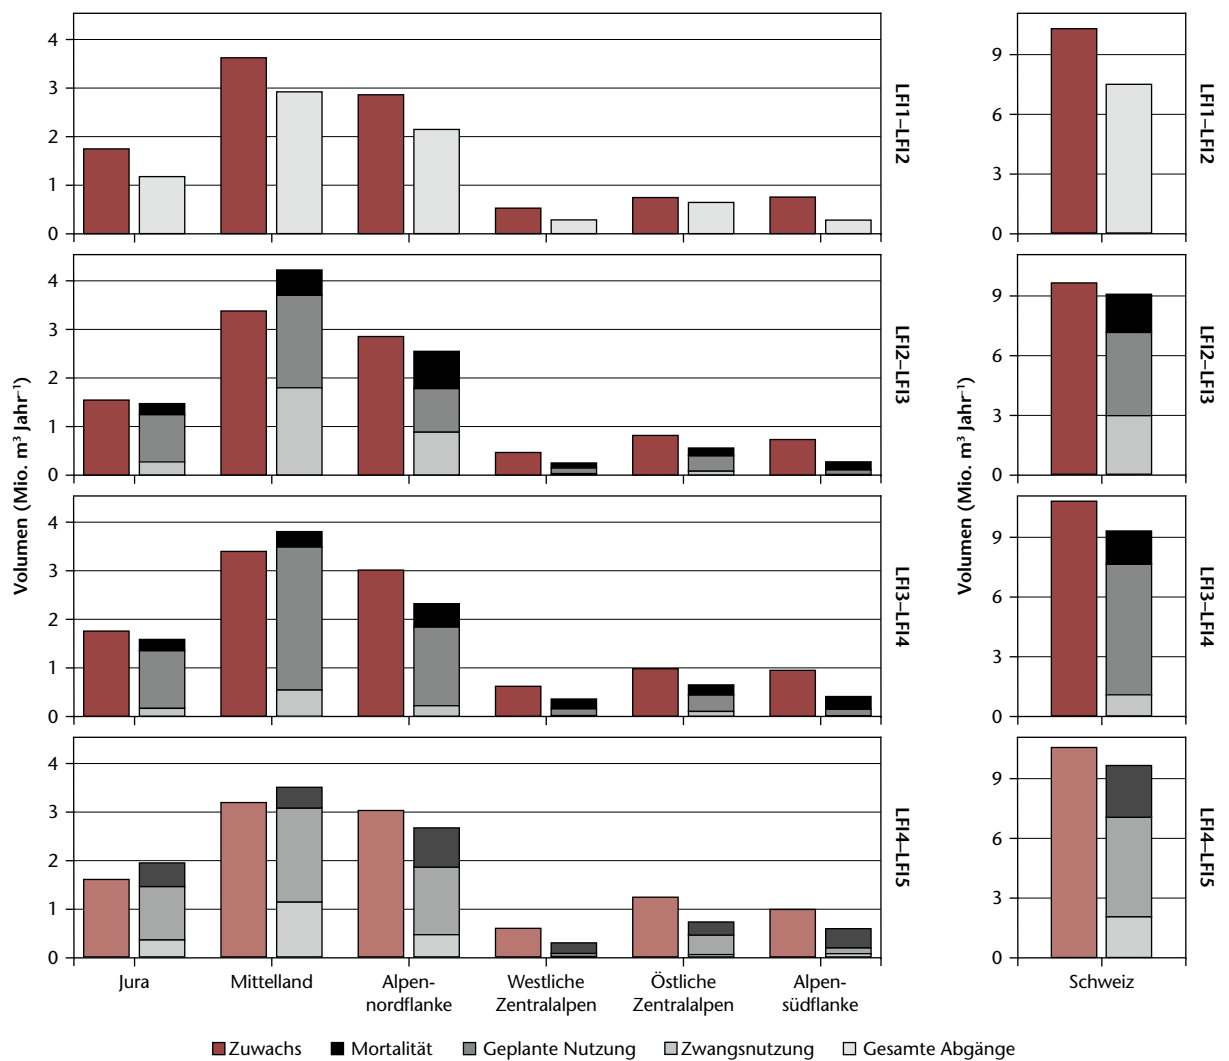 Volumen (Mio. m³ Jahr⁻¹)
4
3
2
1
0
LFI1–LFI2
4
3
2
1
0
LFI2–LFI3
4
3
2
1
0
LFI3–LFI4
4
3
2
1
0
LFI4–LFI5
Jura
Mittelland
Alpen-
nordflanke
Westliche
Zentralalpen
Östliche
Zentralalpen
Alpen-
südflanke
Volumen (Mio. m³ Jahr⁻¹)
9
6
3
0
LFI1–LFI2
9
6
3
0
LFI2–LFI3
9
6
3
0
LFI3–LFI4
9
6
3
0
LFI4–LFI5
Schweiz
Zuwachs Mortalität Geplante Nutzung Zwangsnutzung Gesamte Abgänge